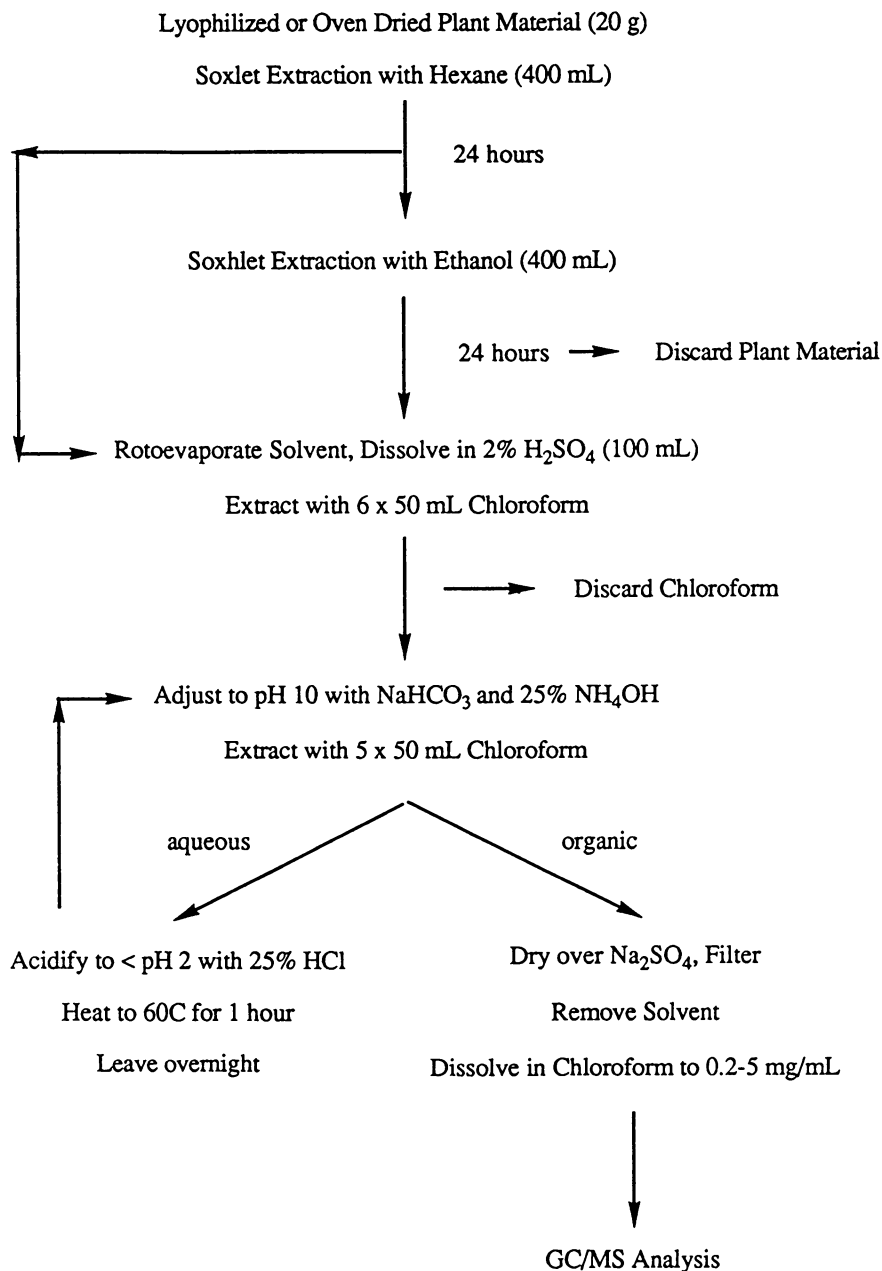 Lyophilized or Oven Dried Plant Material (20 g)
Soxlet Extraction with Hexane (400 mL)
24 hours
Soxhlet Extraction with Ethanol (400 mL)
24 hours
Discard Plant Material
Rotoevaporate Solvent, Dissolve in 2% H₂SO₄ (100 mL)
Extract with 6 x 50 mL Chloroform
Discard Chloroform
Adjust to pH 10 with NaHCO₃ and 25% NH₄OH
Extract with 5 x 50 mL Chloroform
aqueous
organic
Acidify to < pH 2 with 25% HCl
Heat to 60C for 1 hour
Leave overnight
Dry over Na₂SO₄, Filter
Remove Solvent
Dissolve in Chloroform to 0.2-5 mg/mL
GC/MS Analysis